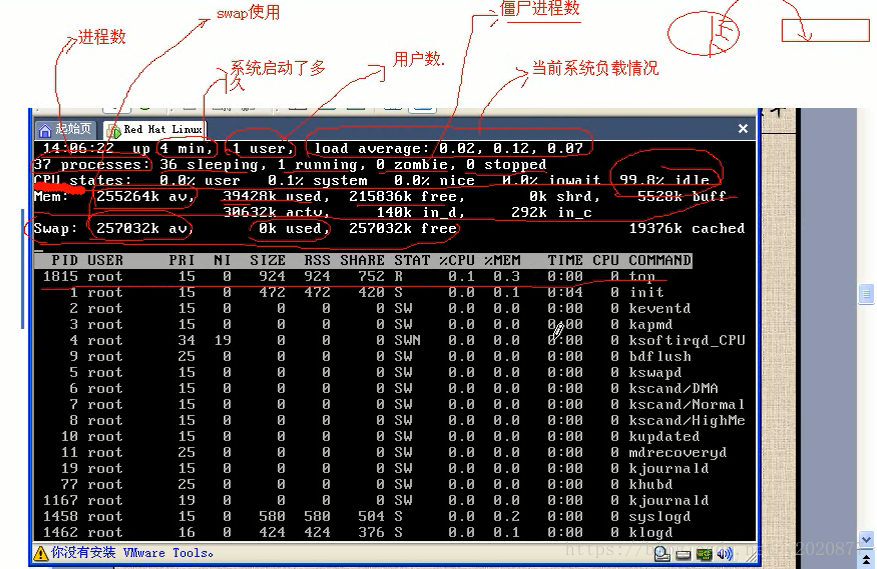 swap使用
僵尸进程数
进程数
系统启动了多久
用户数.
当前系统负载情况
起始页 Red Hat Linux
14:06:22 up 4 min, 1 user, load average: 0.02, 0.12, 0.07
37 processes: 36 sleeping, 1 running, 0 zombie, 0 stopped
CPU states: 0.0% user 0.1% system 0.0% nice 0.0% iowait 99.8% idle
Mem: 255264k av, 39428k used, 215836k free, 0k shrd, 5528k buff
30632k actv, 140k in_d, 292k in_c
Swap: 257032k av, 0k used, 257032k free 19376k cached
PID USER PRI NI SIZE RSS SHARE STAT %CPU %MEM TIME CPU COMMAND
1815 root 15 0 924 924 752 R 0.1 0.3 0:00 0 top
1 root 15 0 472 472 420 S 0.0 0.1 0:04 0 init
2 root 15 0 0 0 0 SW 0.0 0.0 0:00 0 keventd
3 root 15 0 0 0 0 SW 0.0 0.0 0:00 0 kapmd
4 root 34 19 0 0 0 SWN 0.0 0.0 0:00 0 ksoftirqd_CPU
9 root 25 0 0 0 0 SW 0.0 0.0 0:00 0 bdflush
5 root 15 0 0 0 0 SW 0.0 0.0 0:00 0 kswapd
6 root 15 0 0 0 0 SW 0.0 0.0 0:00 0 kscand/DMA
7 root 15 0 0 0 0 SW 0.0 0.0 0:00 0 kscand/Normal
8 root 15 0 0 0 0 SW 0.0 0.0 0:00 0 kscand/HighMe
10 root 15 0 0 0 0 SW 0.0 0.0 0:00 0 kupdated
11 root 25 0 0 0 0 SW 0.0 0.0 0:00 0 mdrecoveryd
19 root 15 0 0 0 0 SW 0.0 0.0 0:00 0 kjournald
77 root 25 0 0 0 0 SW 0.0 0.0 0:00 0 khubd
1167 root 19 0 0 0 0 SW 0.0 0.0 0:00 0 kjournald
1458 root 15 0 580 580 504 S 0.0 0.2 0:00 0 syslogd
1462 root 16 0 424 424 376 S 0.0 0.1 0:00 0 klogd
你没有安装 VMware Tools。